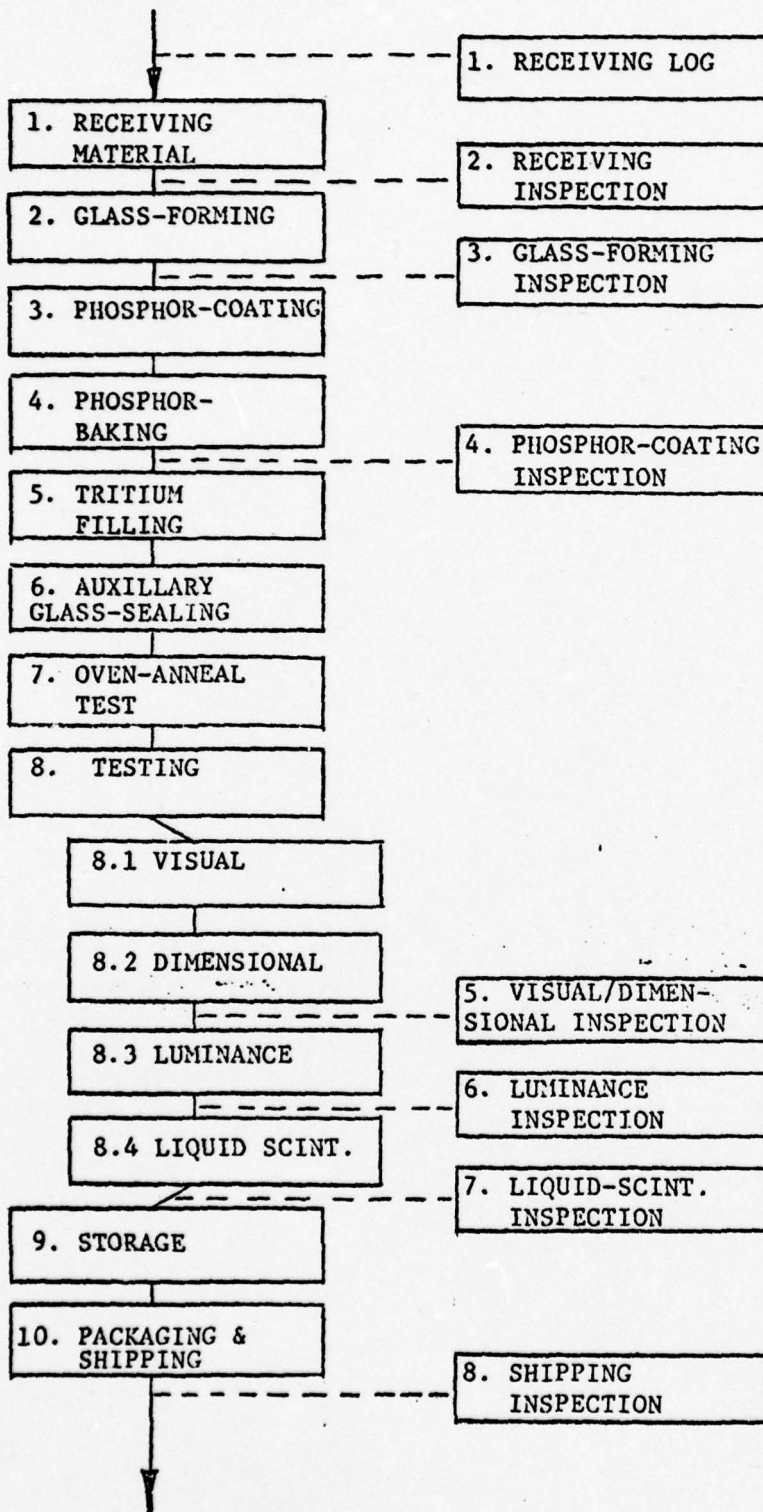 1. RECEIVING
MATERIAL
2. GLASS-FORMING
3. PHOSPHOR-COATING
4. PHOSPHOR-
BAKING
5. TRITIUM
FILLING
6. AUXILLARY
GLASS-SEALING
7. OVEN-ANNEAL
TEST
8. TESTING
8.1 VISUAL
8.2 DIMENSIONAL
8.3 LUMINANCE
8.4 LIQUID SCINT.
9. STORAGE
10. PACKAGING &
SHIPPING
1. RECEIVING LOG
2. RECEIVING
INSPECTION
3. GLASS-FORMING
INSPECTION
4. PHOSPHOR-COATING
INSPECTION
5. VISUAL/DIMEN-
SIONAL INSPECTION
6. LUMINANCE
INSPECTION
7. LIQUID-SCINT.
INSPECTION
8. SHIPPING
INSPECTION